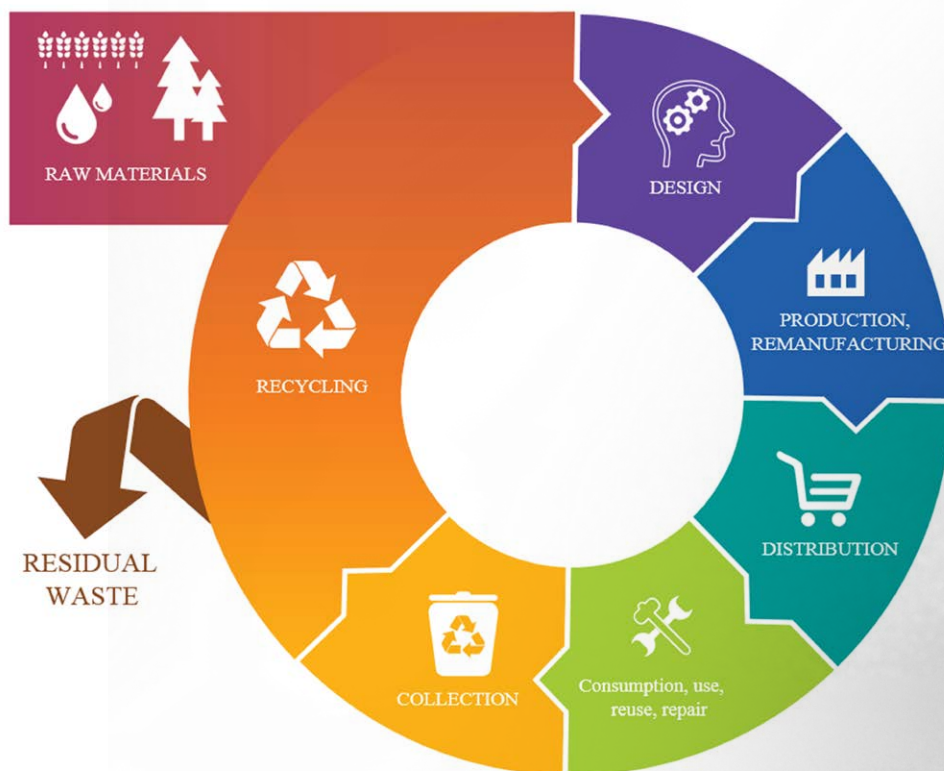 RAW MATERIALS
DESIGN
PRODUCTION,
REMANUFACTURING
DISTRIBUTION
Consumption, use,
reuse, repair
COLLECTION
RECYCLING
RESIDUAL
WASTE